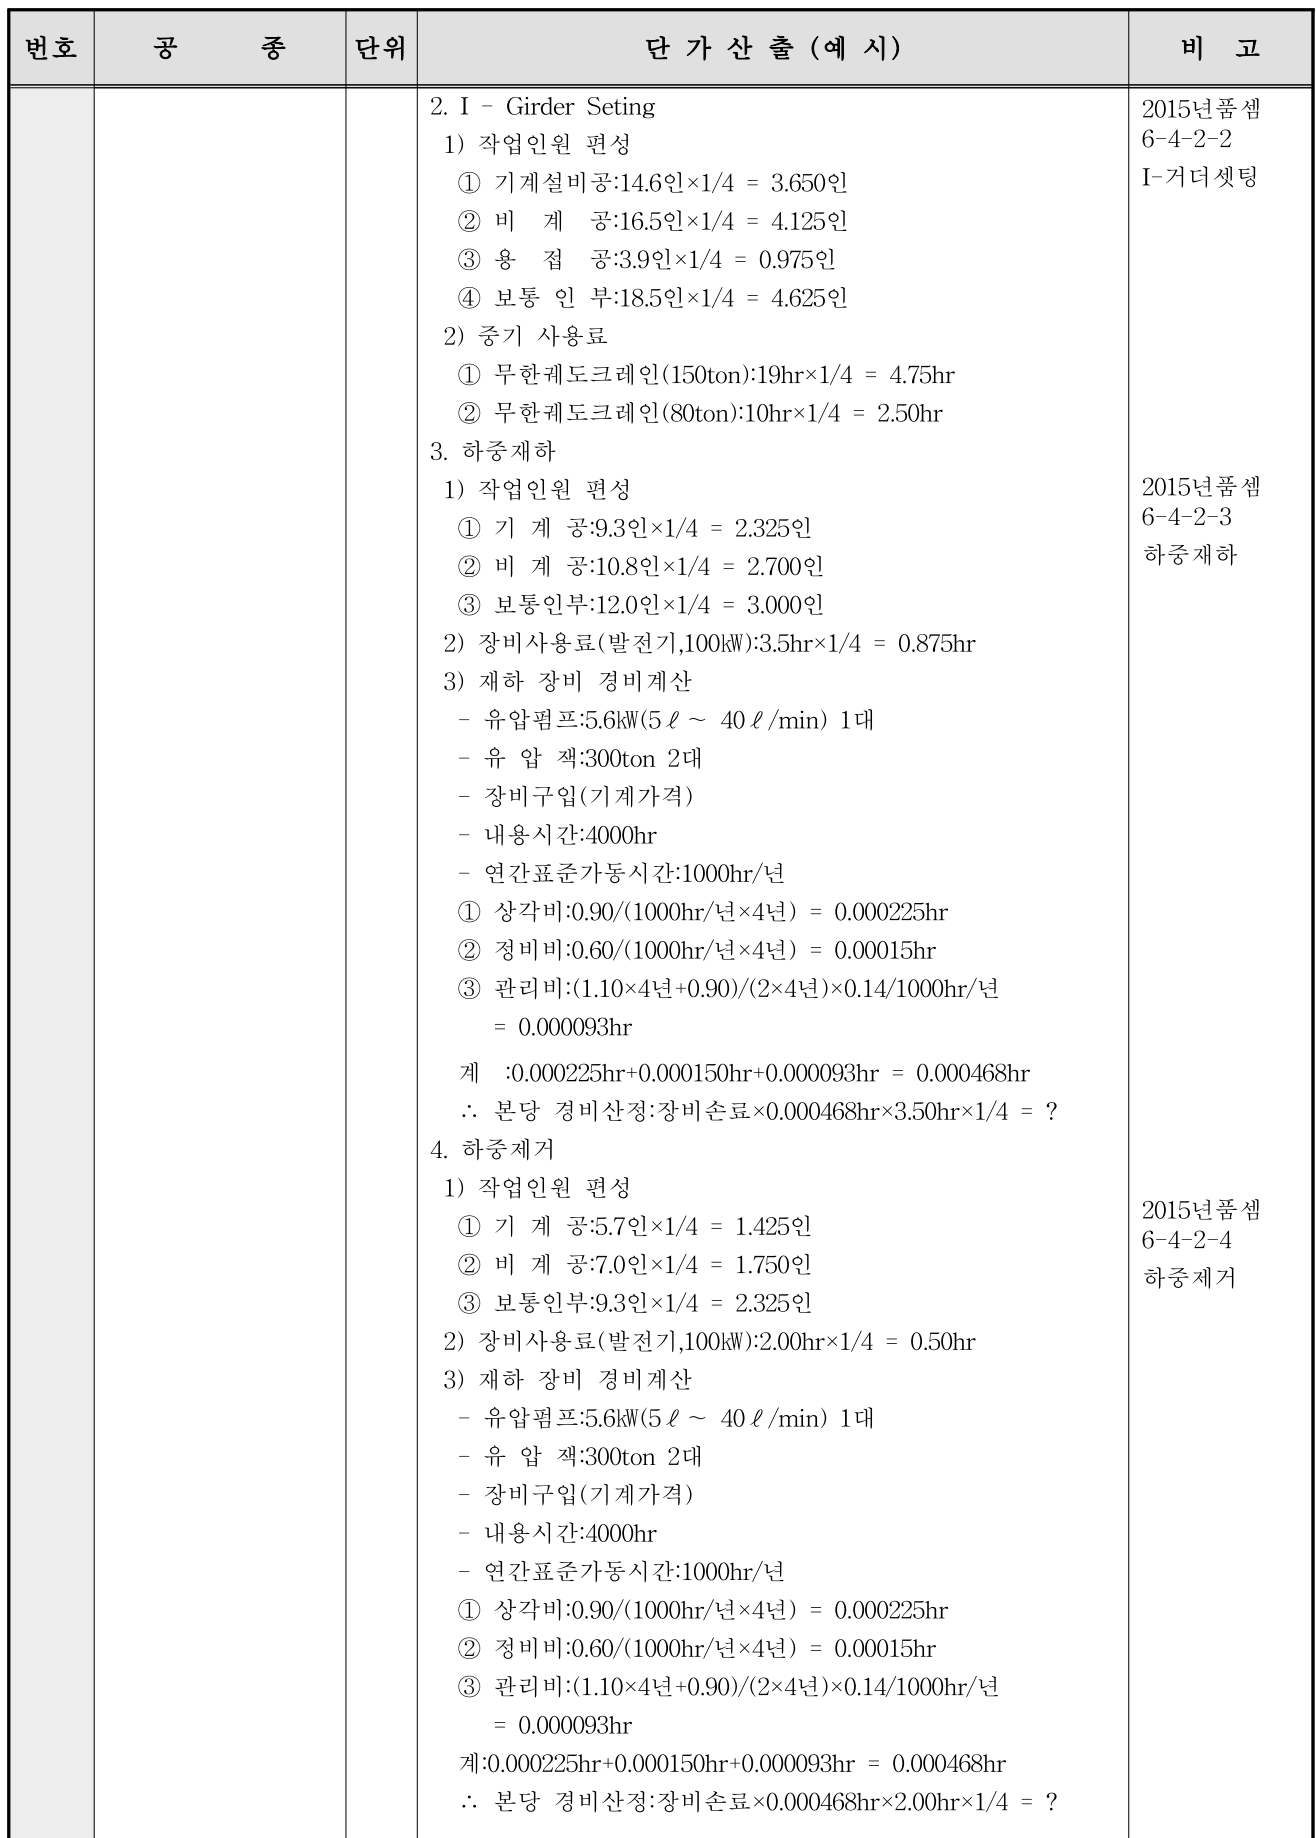 번호 공 종 단위 단 가 산 출 (예 시) 비 고
2. I - Girder Seting
2015년품셈
1) 작업인원 편성
6-4-2-2
① 기계설비공:14.6인×1/4 = 3.650인
I-거더셋팅
② 비 계 공:16.5인×1/4 = 4.125인
③ 용 접 공:3.9인×1/4 = 0.975인
④ 보통 인 부:18.5인×1/4 = 4.625인
2) 중기 사용료
① 무한궤도크레인(150ton):19hr×1/4 = 4.75hr
② 무한궤도크레인(80ton):10hr×1/4 = 2.50hr
3. 하중재하
1) 작업인원 편성
2015년품셈
6-4-2-3
① 기 계 공:9.3인×1/4 = 2.325인
하중재하
② 비 계 공:10.8인×1/4 = 2.700인
③ 보통인부:12.0인×1/4 = 3.000인
2) 장비사용료(발전기,100㎾):3.5hr×1/4 = 0.875hr
3) 재하 장비 경비계산
- 유압펌프:5.6㎾(5ℓ～ 40ℓ/min) 1대
- 유 압 잭:300ton 2대
- 장비구입(기계가격)
- 내용시간:4000hr
- 연간표준가동시간:1000hr/년
① 상각비:0.90/(1000hr/년×4년) = 0.000225hr
② 정비비:0.60/(1000hr/년×4년) = 0.00015hr
③ 관리비:(1.10×4년+0.90)/(2×4년)×0.14/1000hr/년
= 0.000093hr
계 :0.000225hr+0.000150hr+0.000093hr = 0.000468hr
∴ 본당 경비산정:장비손료×0.000468hr×3.50hr×1/4 = ?
4. 하중제거
1) 작업인원 편성
2015년품셈
① 기 계 공:5.7인×1/4 = 1.425인
6-4-2-4
② 비 계 공:7.0인×1/4 = 1.750인
하중제거
③ 보통인부:9.3인×1/4 = 2.325인
2) 장비사용료(발전기,100㎾):2.00hr×1/4 = 0.50hr
3) 재하 장비 경비계산
- 유압펌프:5.6㎾(5ℓ～ 40ℓ/min) 1대
- 유 압 잭:300ton 2대
- 장비구입(기계가격)
- 내용시간:4000hr
- 연간표준가동시간:1000hr/년
① 상각비:0.90/(1000hr/년×4년) = 0.000225hr
② 정비비:0.60/(1000hr/년×4년) = 0.00015hr
③ 관리비:(1.10×4년+0.90)/(2×4년)×0.14/1000hr/년
= 0.000093hr
계:0.000225hr+0.000150hr+0.000093hr = 0.000468hr
∴ 본당 경비산정:장비손료×0.000468hr×2.00hr×1/4 = ?